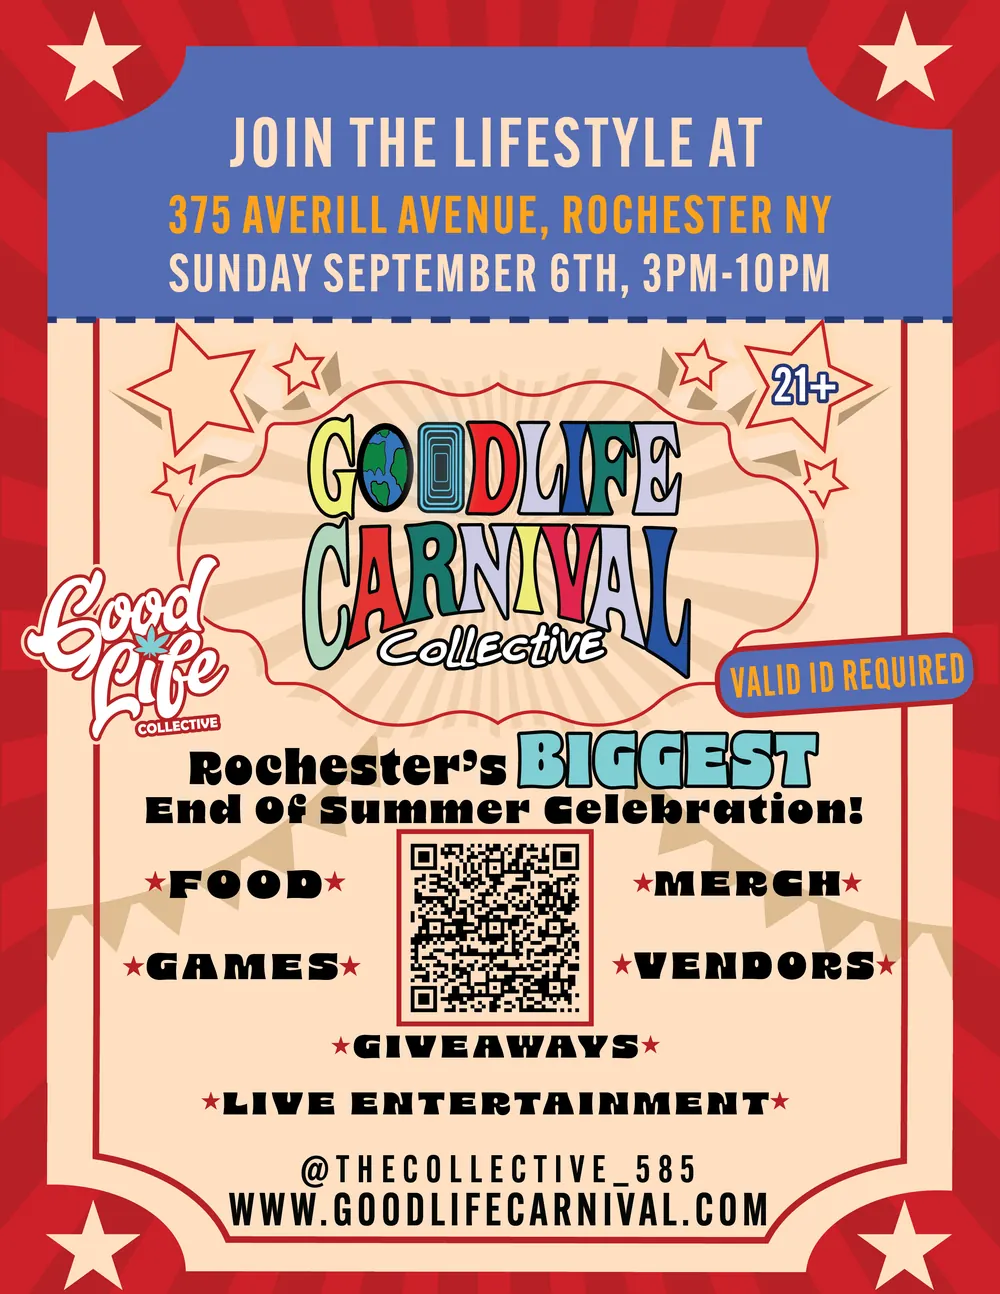 JOIN THE LIFESTYLE AT
375 AVERILL AVENUE, ROCHESTER NY
SUNDAY SEPTEMBER 6TH, 3PM-10PM
21+
GOODLIFE
CARNIVAL
Collective
Good
Life
COLLECTIVE
VALID ID REQUIRED
Rochester's BIGGEST
End Of Summer Celebration!
FOOD
MERCH
GAMES
VENDORS
GIVEAWAYS
LIVE ENTERTAINMENT
@THECOLLECTIVE_585
WWW.GOODLIFECARNIVAL.COM